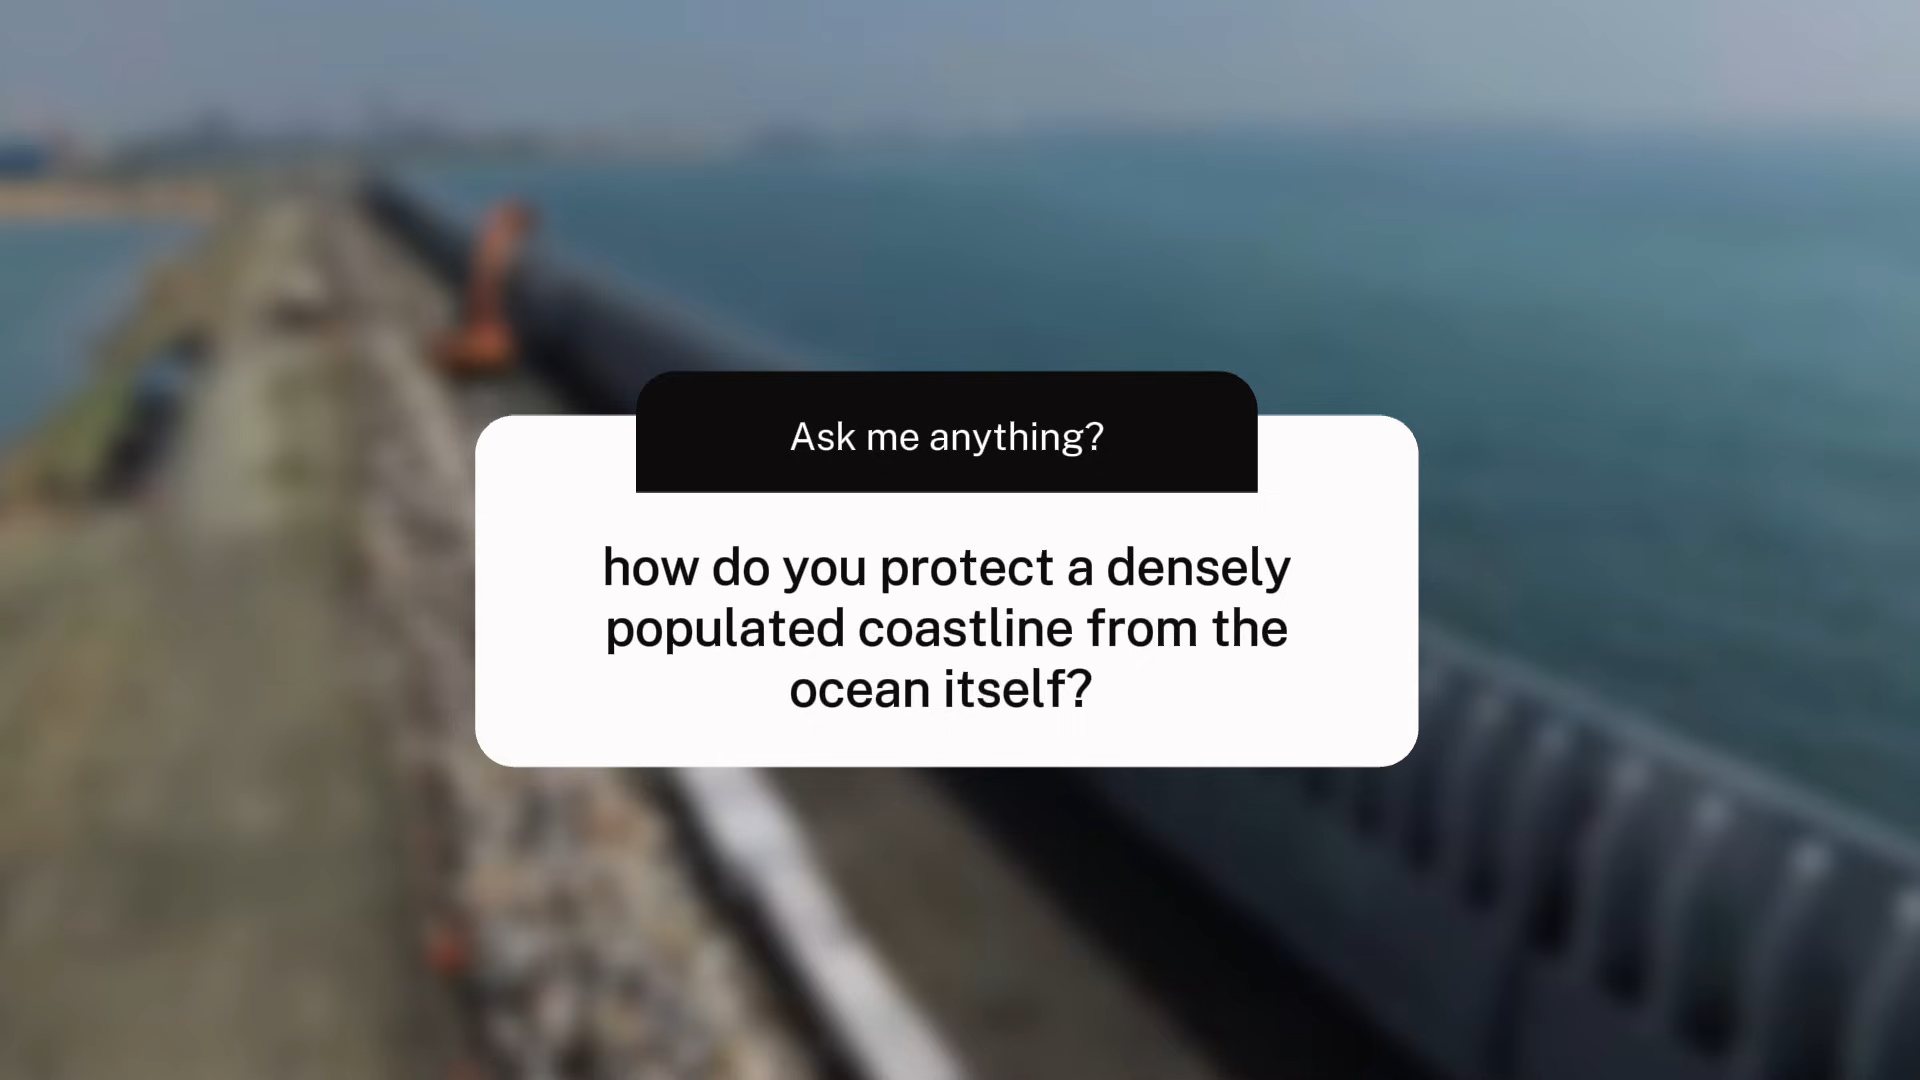 Ask me anything?
how do you protect a densely
populated coastline from the
ocean itself?